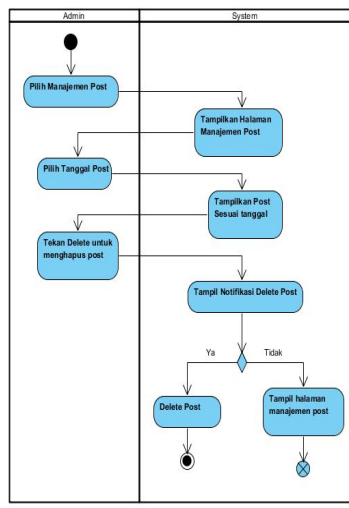 Admin
System
Pilih Manajemen Post
Tampilkan Halaman
Manajemen Post
Pilih Tanggal Post
Tampilkan Post
Sesuai tanggal
Tekan Delete untuk
menghapus post
Tampil Notifikasi Delete Post
Ya
Tidak
Delete Post
Tampil halaman
manajemen post